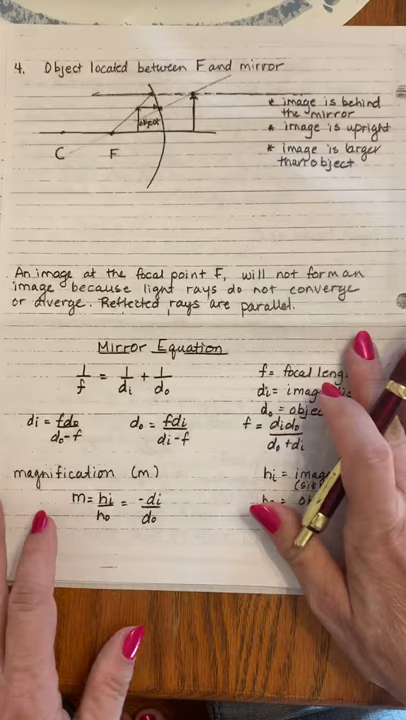 4. Object located between F and mirror
* image is behind
the mirror
* image is upright
* image is larger
than object
object
C F
An image at the focal point F, will not form an
image because light rays do not converge
or diverge. Reflected rays are parallel.
Mirror Equation
1/f = 1/di + 1/do
f = focal leng
di = imag
do = objec
di = fdo/do-f do = fdi/di-f f = dido/do+di
magnification (m)
hi = imag
(siz
m = hi/ho = -di/do